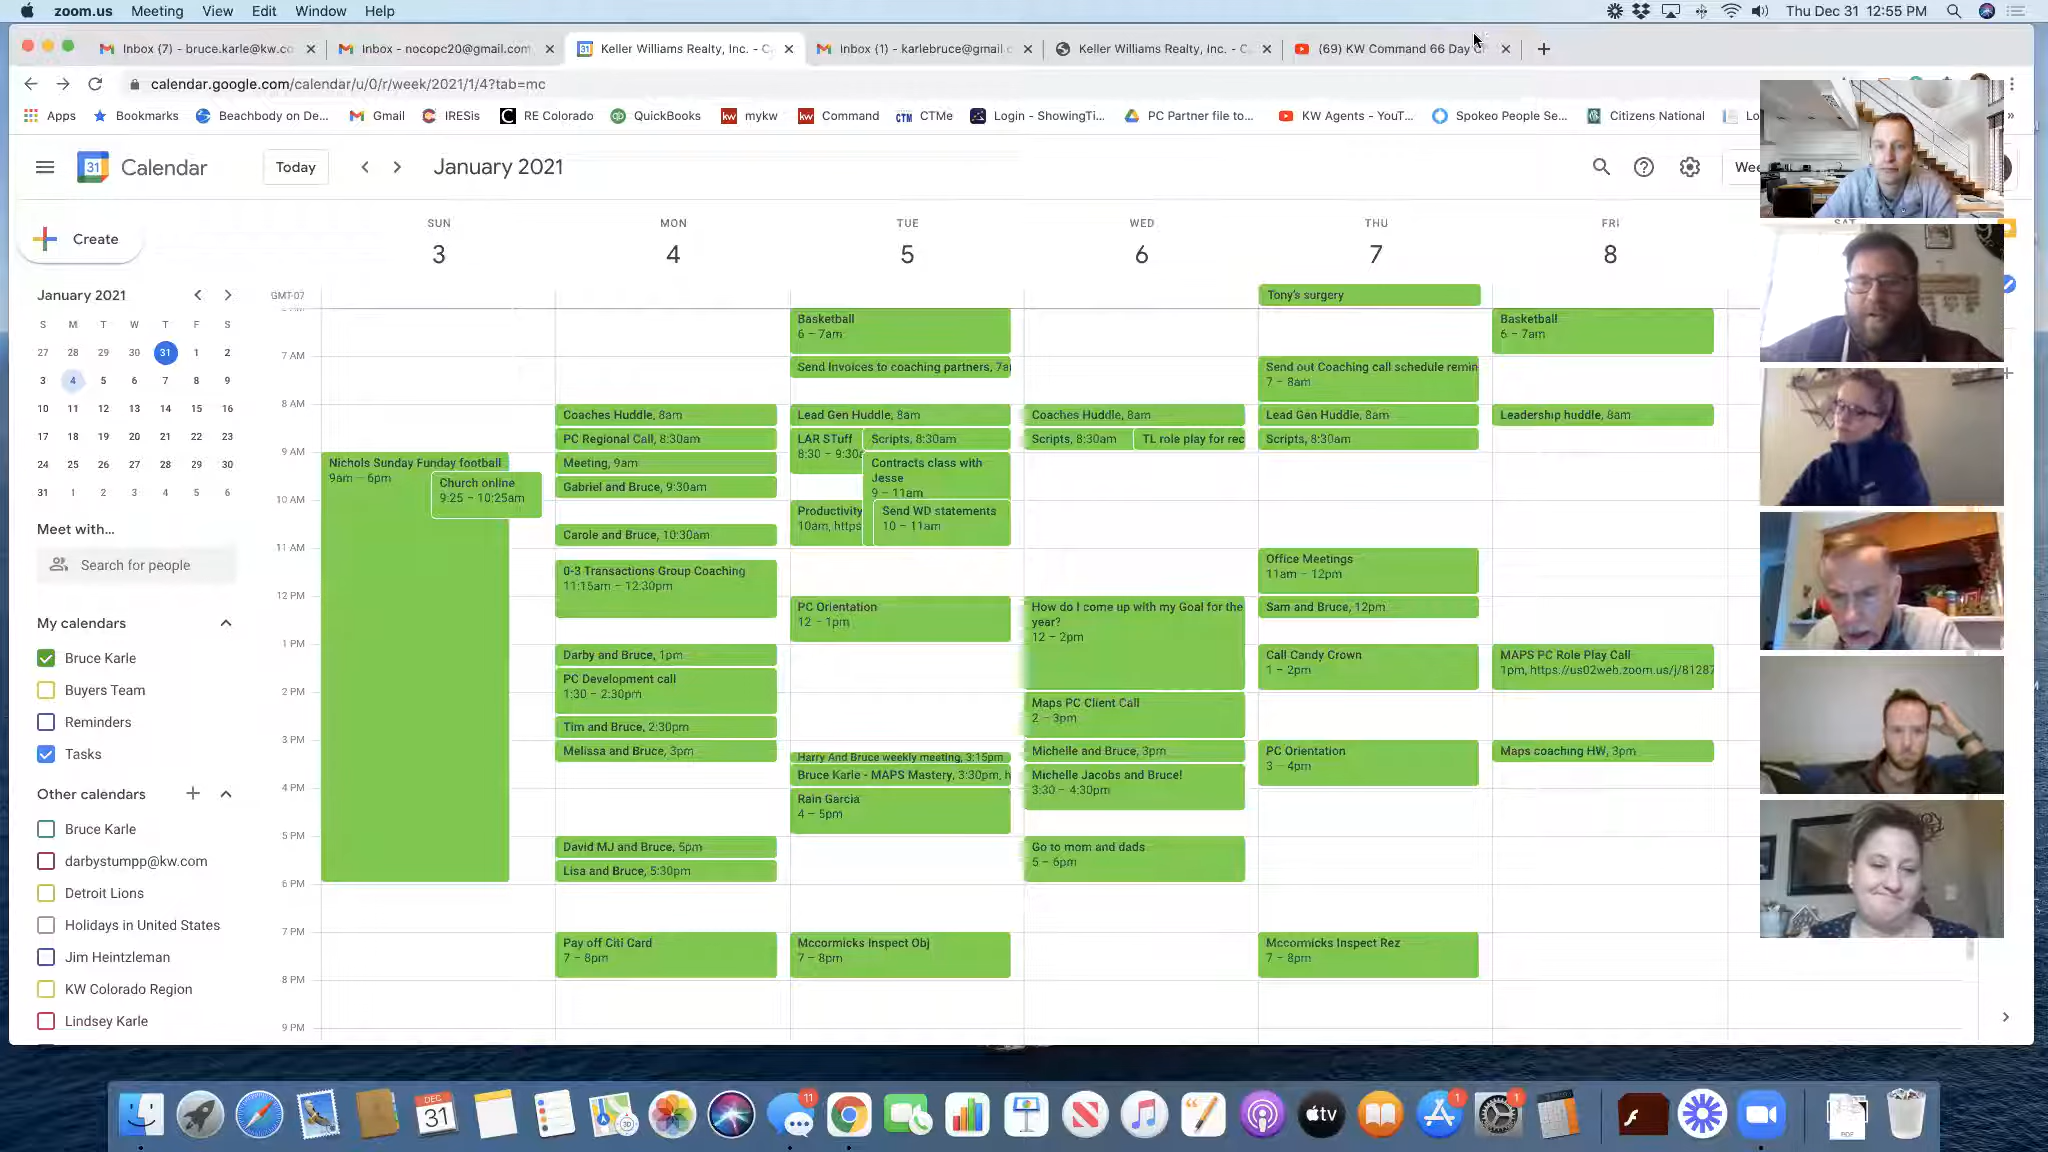 zoom.us Meeting View Edit Window Help
Thu Dec 31 12:55 PM
Inbox (7) - bruce.karle@kw.co
Inbox - nocopc20@gmail.com
Keller Williams Realty, Inc. - C
Inbox (1) - karlebruce@gmail.c
Keller Williams Realty, Inc. - C
(69) KW Command 66 Day C
calendar.google.com/calendar/u/0/r/week/2021/1/4?tab=mc
Apps
Bookmarks
Beachbody on De...
Gmail
IRESis
RE Colorado
QuickBooks
mykw
Command
CTMe
Login - ShowingTi...
PC Partner file to...
KW Agents - YouT...
Spokeo People Se...
Citizens National
Lo
Calendar
Today
January 2021
Wee
Create
January 2021
S M T W T F S
27 28 29 30 31 1 2
3 4 5 6 7 8 9
10 11 12 13 14 15 16
17 18 19 20 21 22 23
24 25 26 27 28 29 30
31 1 2 3 4 5 6
Meet with...
Search for people
My calendars
Bruce Karle
Buyers Team
Reminders
Tasks
Other calendars
Bruce Karle
darbystumpp@kw.com
Detroit Lions
Holidays in United States
Jim Heintzleman
KW Colorado Region
Lindsey Karle
SUN MON TUE WED THU FRI
3 4 5 6 7 8
GMT-07
7 AM
8 AM
9 AM
10 AM
11 AM
12 PM
1 PM
2 PM
3 PM
4 PM
5 PM
6 PM
7 PM
8 PM
9 PM
Nichols Sunday Funday football
9am – 6pm
Church online
9:25 – 10:25am
Coaches Huddle, 8am
PC Regional Call, 8:30am
Meeting, 9am
Gabriel and Bruce, 9:30am
Carole and Bruce, 10:30am
0-3 Transactions Group Coaching
11:15am – 12:30pm
Darby and Bruce, 1pm
PC Development call
1:30 – 2:30pm
Tim and Bruce, 2:30pm
Melissa and Bruce, 3pm
David MJ and Bruce, 5pm
Lisa and Bruce, 5:30pm
Pay off Citi Card
7 – 8pm
Basketball
6 – 7am
Send Invoices to coaching partners, 7a
Lead Gen Huddle, 8am
LAR STuff
8:30 – 9:30a
Scripts, 8:30am
Contracts class with
Jesse
9 – 11am
Productivity
10am, https
Send WD statements
10 – 11am
PC Orientation
12 – 1pm
Harry And Bruce weekly meeting, 3:15pm
Bruce Karle - MAPS Mastery, 3:30pm, h
Rain Garcia
4 – 5pm
Mccormicks Inspect Obj
7 – 8pm
Coaches Huddle, 8am
Scripts, 8:30am
TL role play for rec
How do I come up with my Goal for the
year?
12 – 2pm
Maps PC Client Call
2 – 3pm
Michelle and Bruce, 3pm
Michelle Jacobs and Bruce!
3:30 – 4:30pm
Go to mom and dads
5 – 6pm
Tony's surgery
Send out Coaching call schedule remin
7 – 8am
Lead Gen Huddle, 8am
Scripts, 8:30am
Office Meetings
11am – 12pm
Sam and Bruce, 12pm
Call Candy Crown
1 – 2pm
PC Orientation
3 – 4pm
Mccormicks Inspect Rez
7 – 8pm
Basketball
6 – 7am
Leadership huddle, 8am
MAPS PC Role Play Call
1pm, https://us02web.zoom.us/j/81287
Maps coaching HW, 3pm
DEC
31
11
tv
1
1
PDF